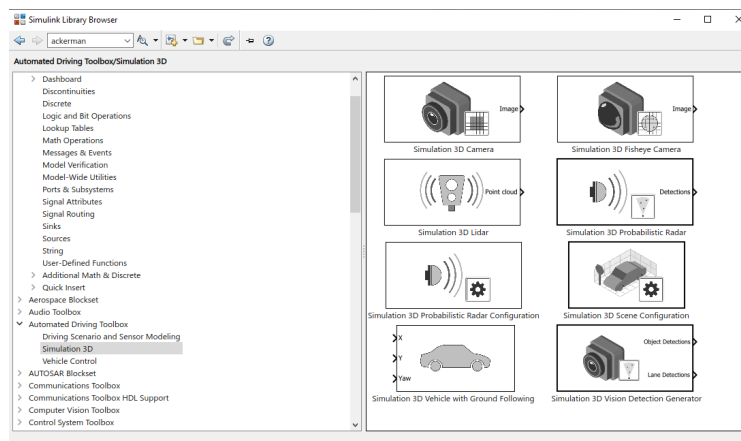 Simulink Library Browser
ackerman
Automated Driving Toolbox/Simulation 3D
Dashboard
Discontinuities
Discrete
Logic and Bit Operations
Lookup Tables
Math Operations
Messages & Events
Model Verification
Model-Wide Utilities
Ports & Subsystems
Signal Attributes
Signal Routing
Sinks
Sources
String
User-Defined Functions
Additional Math & Discrete
Quick Insert
Aerospace Blockset
Audio Toolbox
Automated Driving Toolbox
Driving Scenario and Sensor Modeling
Simulation 3D
Vehicle Control
AUTOSAR Blockset
Communications Toolbox
Communications Toolbox HDL Support
Computer Vision Toolbox
Control System Toolbox
Image
Simulation 3D Camera
Image
Simulation 3D Fisheye Camera
Point cloud
Simulation 3D Lidar
Detections
Simulation 3D Probabilistic Radar
Simulation 3D Probabilistic Radar Configuration
Simulation 3D Scene Configuration
X
Y
Yaw
Simulation 3D Vehicle with Ground Following
Object Detections
Lane Detections
Simulation 3D Vision Detection Generator